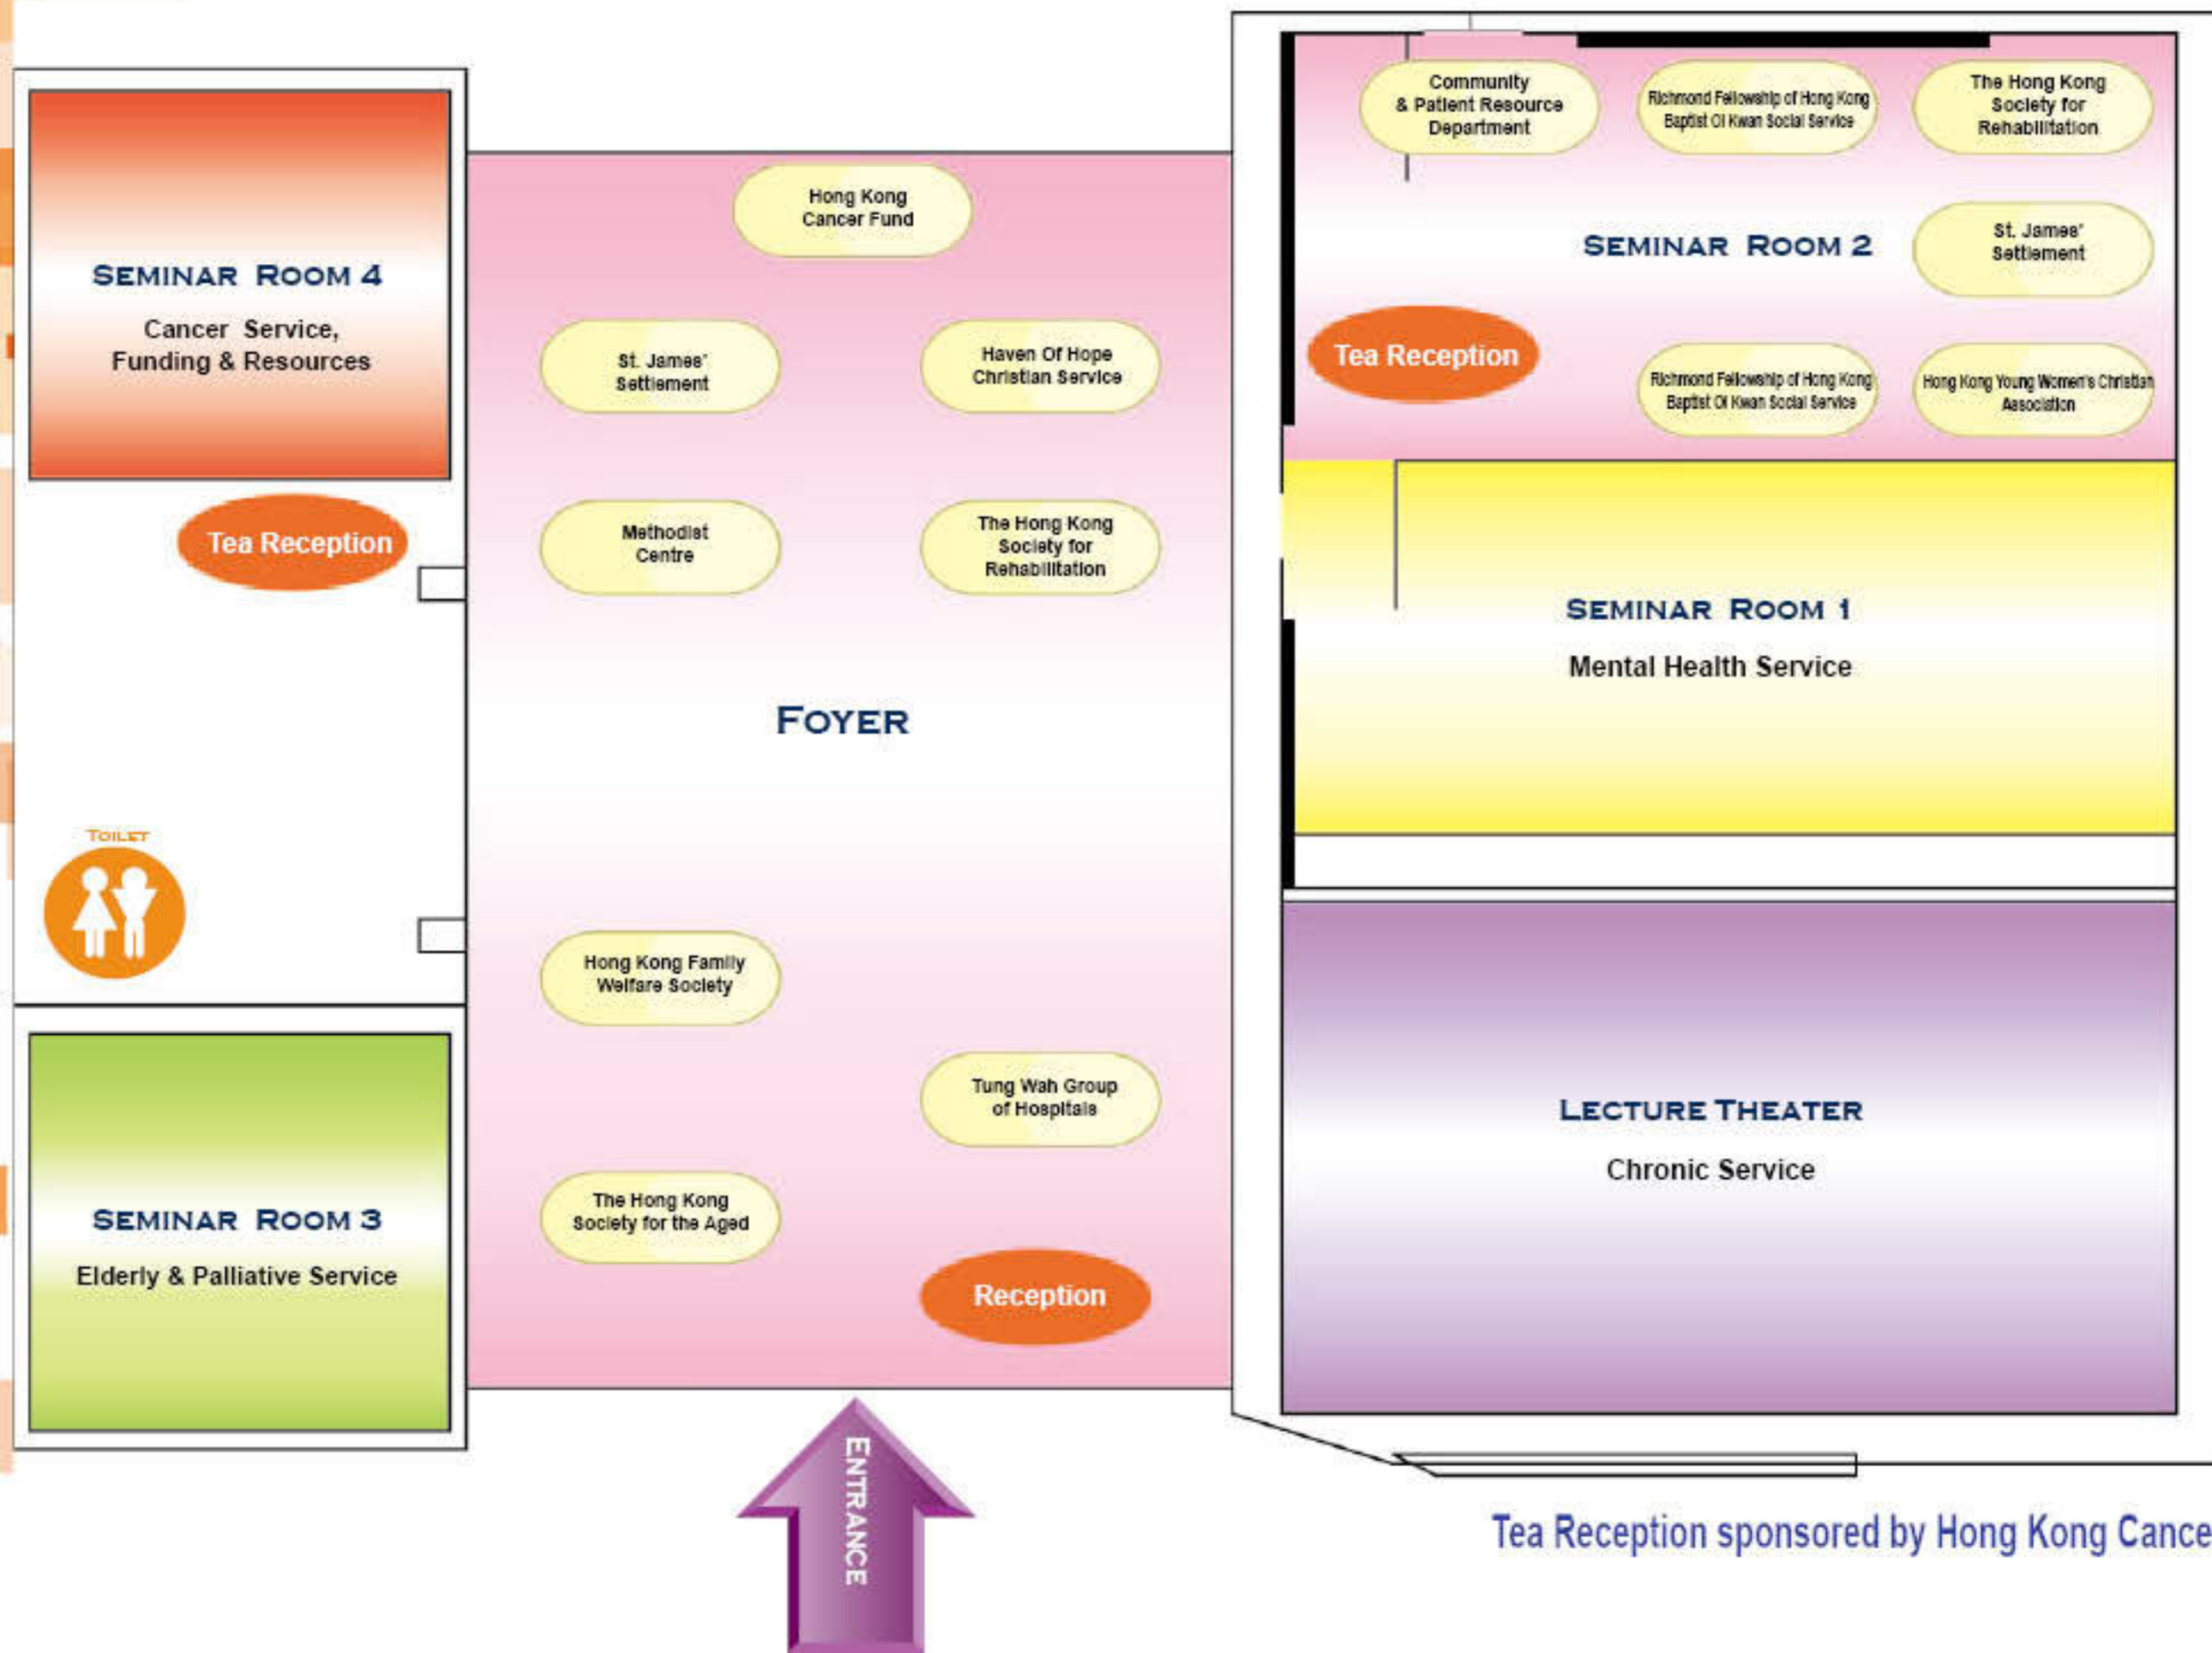 SEMINAR ROOM 4
Cancer Service,
Funding & Resources
Tea Reception
TOILET
SEMINAR ROOM 3
Elderly & Palliative Service
Hong Kong
Cancer Fund
St. James'
Settlement
Haven Of Hope
Christian Service
Methodist
Centre
The Hong Kong
Society for
Rehabilitation
FOYER
Hong Kong Family
Welfare Society
Tung Wah Group
of Hospitals
The Hong Kong
Society for the Aged
Reception
ENTRANCE
Community
& Patient Resource
Department
Richmond Fellowship of Hong Kong
Baptist Oi Kwan Social Service
The Hong Kong
Society for
Rehabilitation
SEMINAR ROOM 2
St. James'
Settlement
Tea Reception
Richmond Fellowship of Hong Kong
Baptist Oi Kwan Social Service
Hong Kong Young Women's Christian
Association
SEMINAR ROOM 1
Mental Health Service
LECTURE THEATER
Chronic Service
Tea Reception sponsored by Hong Kong Cance